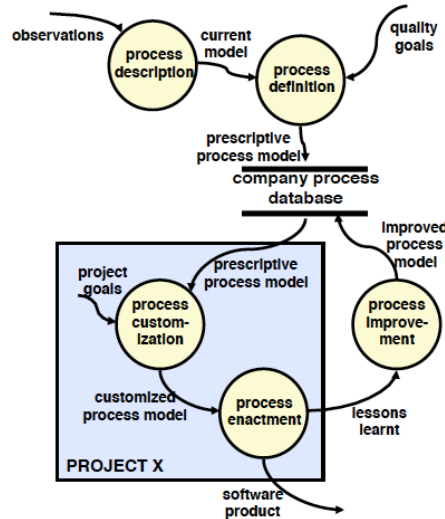 observations
process
description
current
model
process
definition
quality
goals
prescriptive
process model
company process
database
improved
process
model
project
goals
prescriptive
process model
process
custom-
ization
process
improve-
ment
customized
process model
process
enactment
lessons
learnt
PROJECT X
software
product